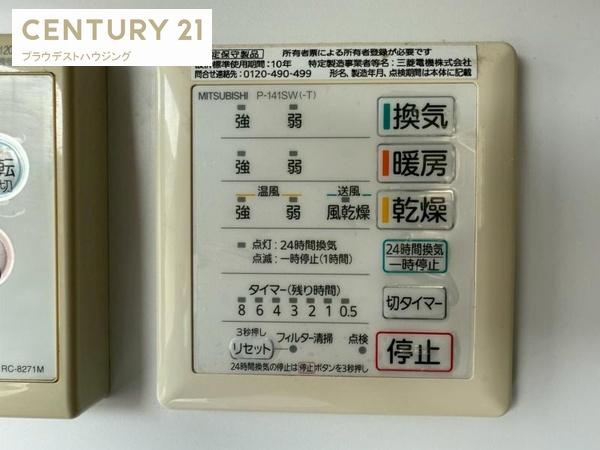 CENTURY 21
プラウデストハウジング
定保守製品 所有者票による所有者登録が必要です
設計標準使用期間:10年 特定製造事業者等名:三菱電機株式会社
問合せ連絡先:0120-490-499 形名、製造年月、点検期間は本体に記載
MITSUBISHI P-141SW(-T)
強 弱 換気
強 弱 暖房
温風 送風
強 弱 風乾燥 乾燥
点灯:24時間換気
点滅:一時停止(1時間)
24時間換気
一時停止
タイマー(残り時間)
8 6 4 3 2 1 0.5
切タイマー
3秒押し
リセット フィルター清掃 点検
停止
24時間換気の停止は停止ボタンを3秒押し
転
切
RC-8271M